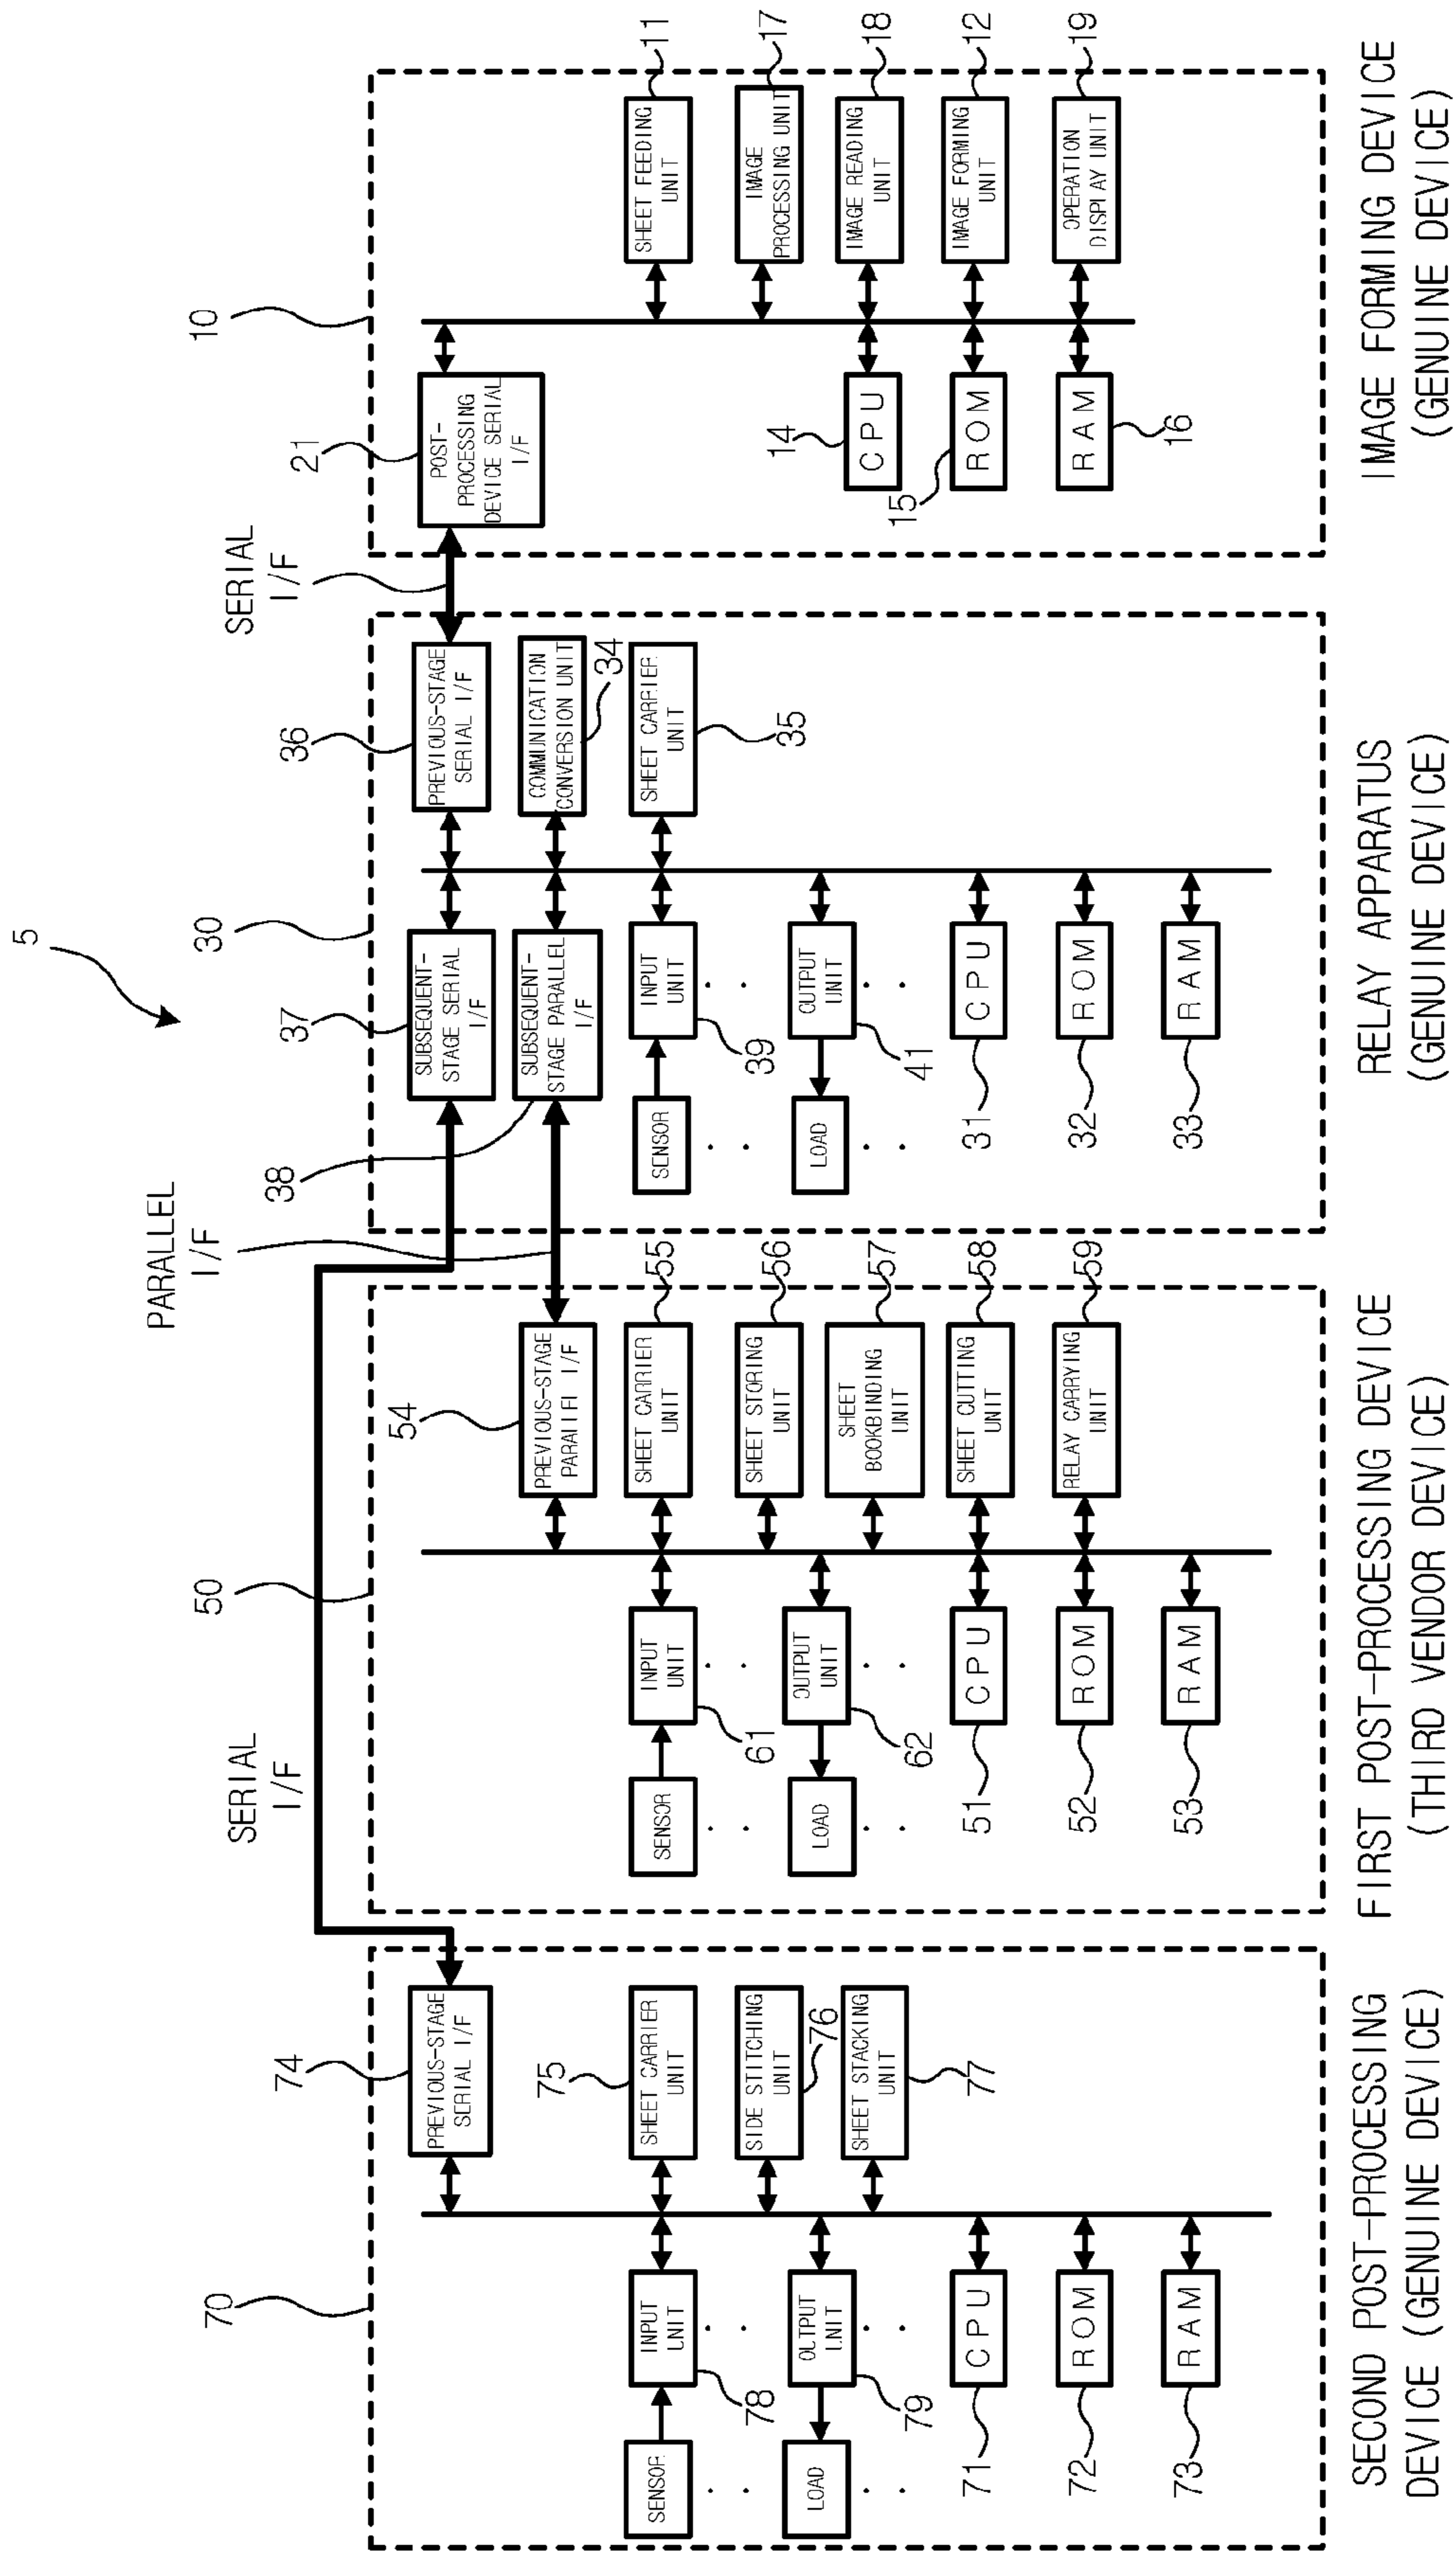 5
SERIAL
I/F
PARALLEL
I/F
SERIAL
I/F
70
74
PREVIOUS-STAGE
SERIAL I/F
75
SHEET CARRIER
UNIT
SIDE STITCHING
UNIT
76
SHEET STACKING
UNIT
77
INPUT
UNIT
78
SENSOR
OUTPUT
UNIT
79
LOAD
CPU
71
ROM
72
RAM
73
SECOND POST-PROCESSING
DEVICE (GENUINE DEVICE)
50
54
PREVIOUS-STAGE
PARALLEL I/F
SHEET CARRIER
UNIT
55
SHEET STORING
UNIT
56
SHEET
BOOKBINDING
UNIT
57
SHEET CUTTING
UNIT
58
RELAY CARRYING
UNIT
59
INPUT
UNIT
61
SENSOR
OUTPUT
UNIT
62
LOAD
CPU
51
ROM
52
RAM
53
FIRST POST-PROCESSING DEVICE
(THIRD VENDOR DEVICE)
30
37
SUBSEQUENT-
STAGE SERIAL
I/F
38
SUBSEQUENT-
STAGE PARALLEL
I/F
36
PREVIOUS-STAGE
SERIAL I/F
COMMUNICATION
CONVERSION UNIT
34
SHEET CARRIER
UNIT
35
INPUT
UNIT
39
SENSOR
OUTPUT
UNIT
41
LOAD
CPU
31
ROM
32
RAM
33
RELAY APPARATUS
(GENUINE DEVICE)
10
21
POST-
PROCESSING
DEVICE SERIAL
I/F
SHEET FEEDING
UNIT
11
IMAGE
PROCESSING UNIT
17
IMAGE READING
UNIT
18
IMAGE FORMING
UNIT
12
OPERATION
DISPLAY UNIT
19
14
CPU
15
ROM
RAM
16
IMAGE FORMING DEVICE
(GENUINE DEVICE)